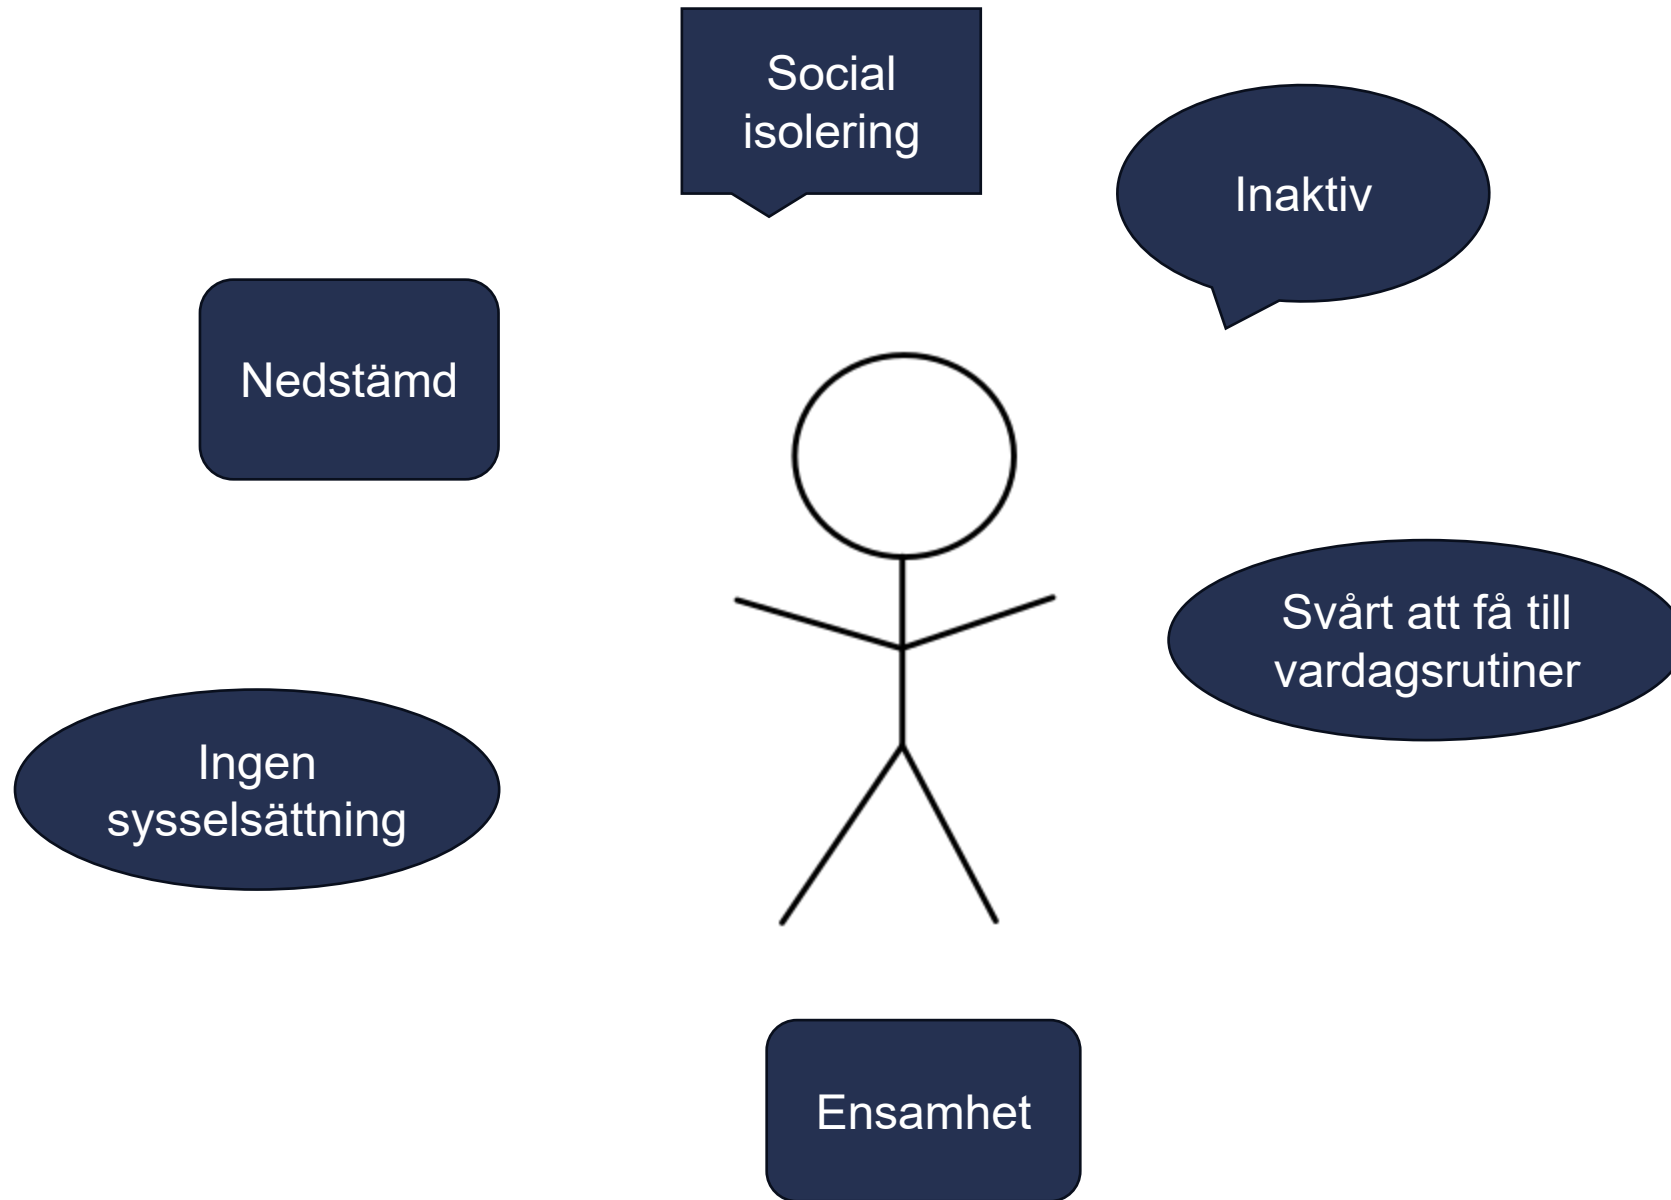 Social
isolering
Inaktiv
Nedstämd
Svårt att få till
vardagsrutiner
Ingen
sysselsättning
Ensamhet